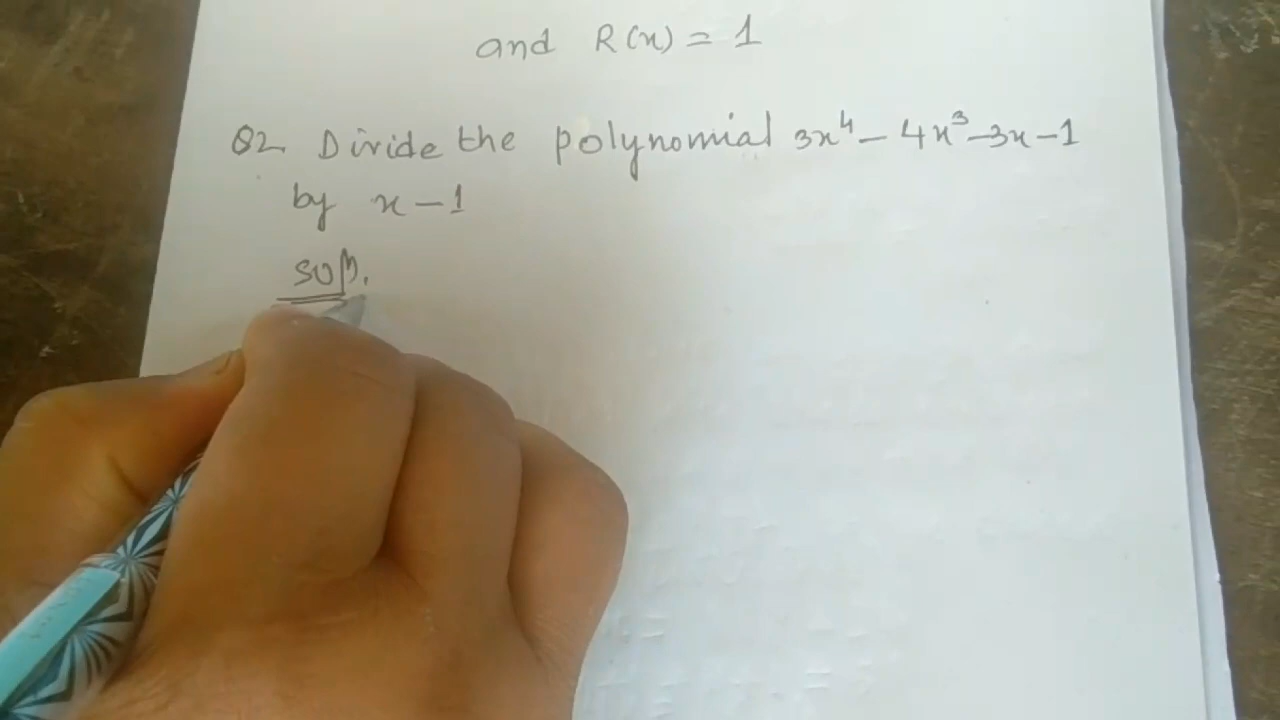 and R(x) = 1
Q2 Divide the polynomial 3x⁴ - 4x³ - 3x - 1
by x - 1
Soln.